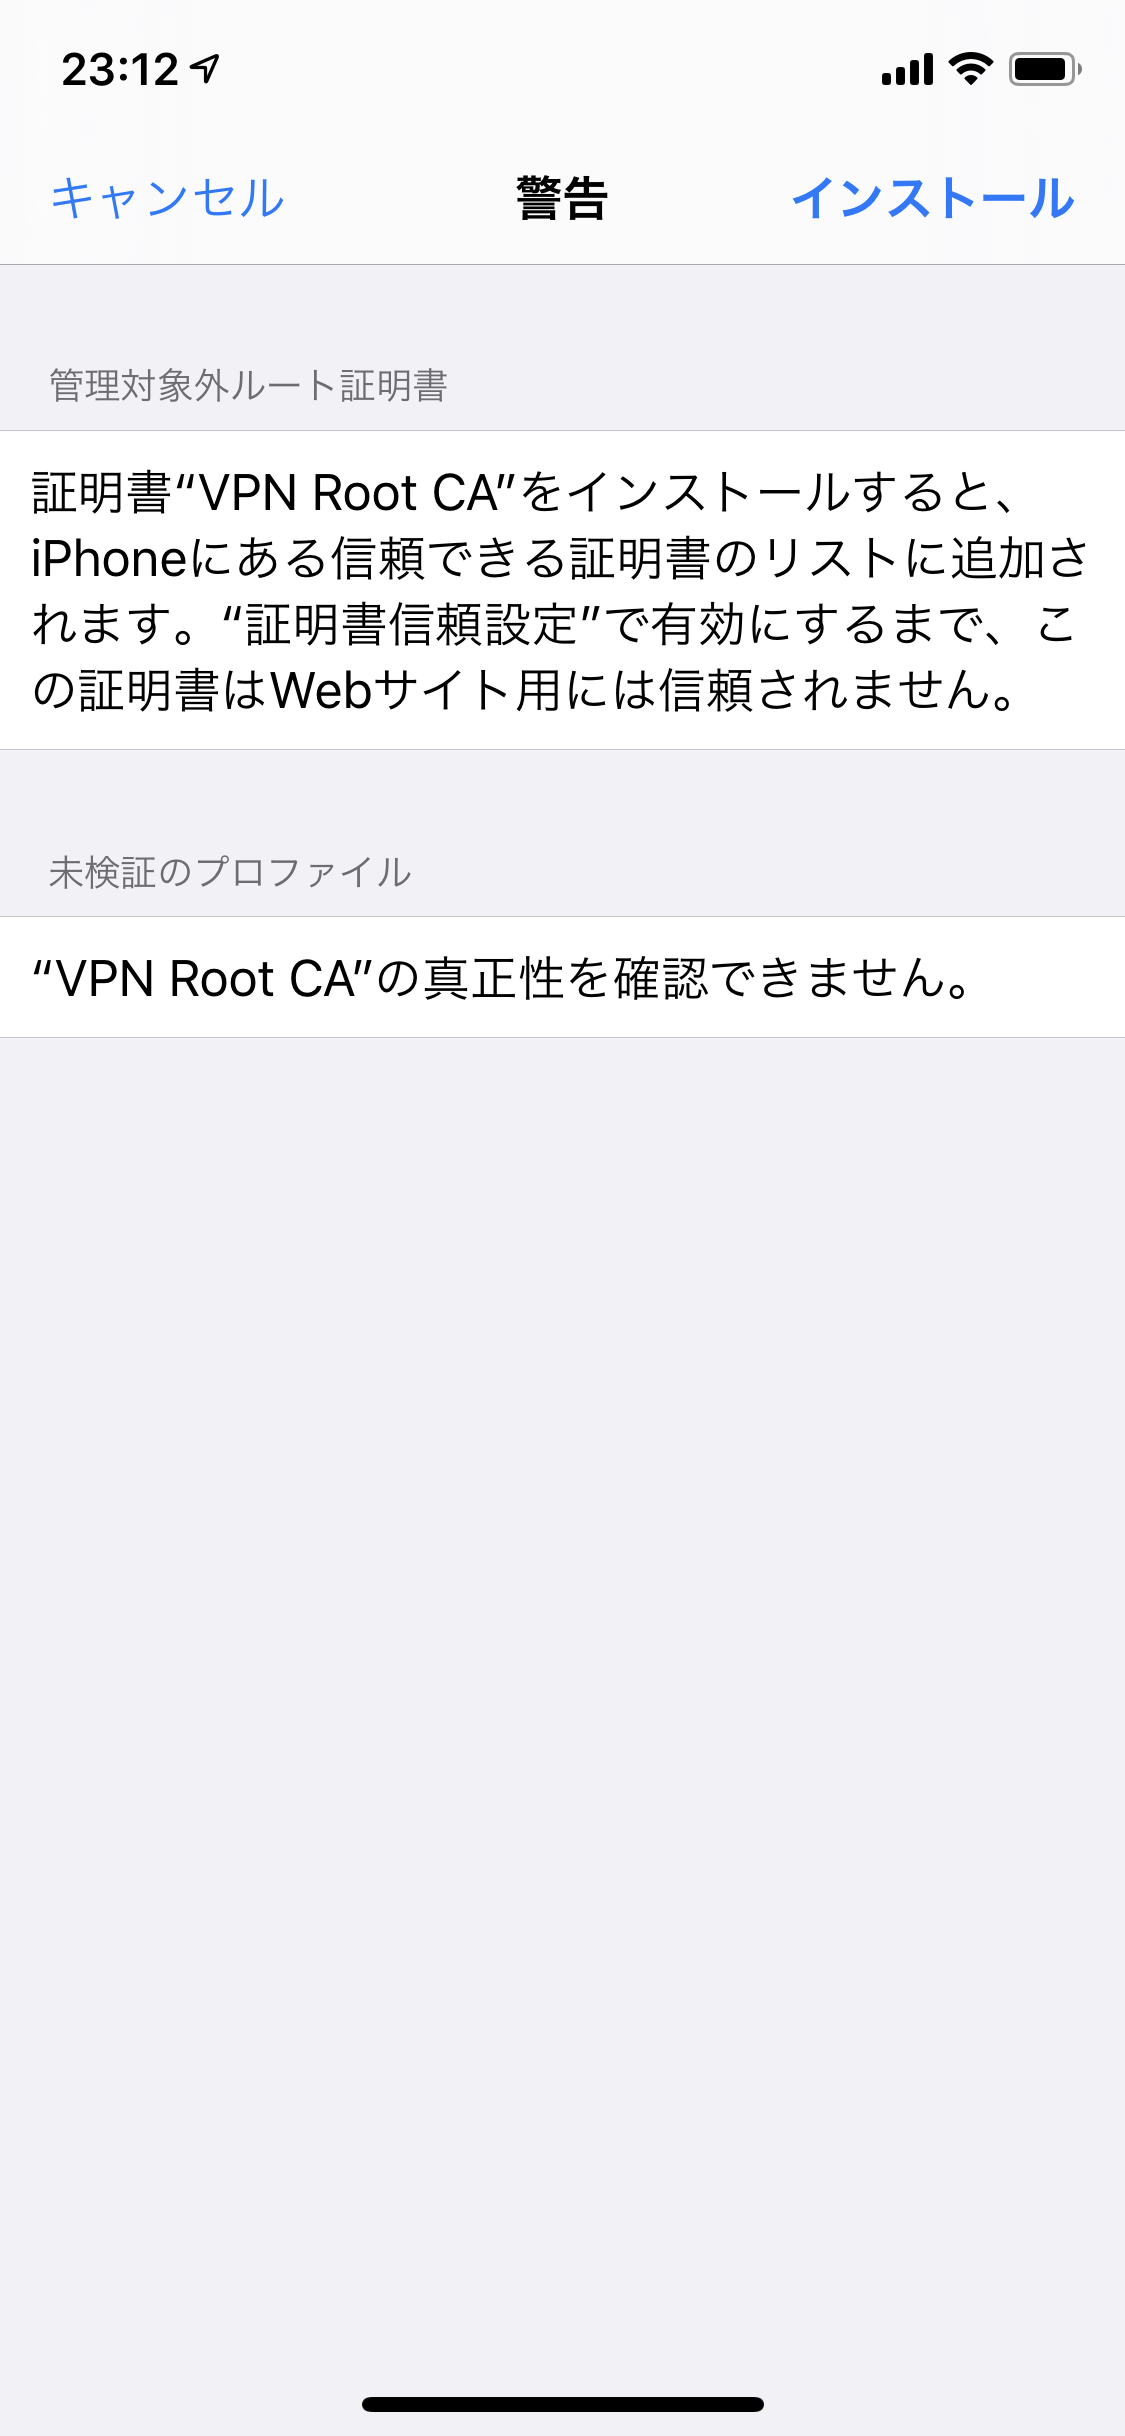 23:12
キャンセル 警告 インストール
管理対象外ルート証明書
証明書“VPN Root CA”をインストールすると、
iPhoneにある信頼できる証明書のリストに追加さ
れます。“証明書信頼設定”で有効にするまで、こ
の証明書はWebサイト用には信頼されません。
未検証のプロファイル
“VPN Root CA”の真正性を確認できません。